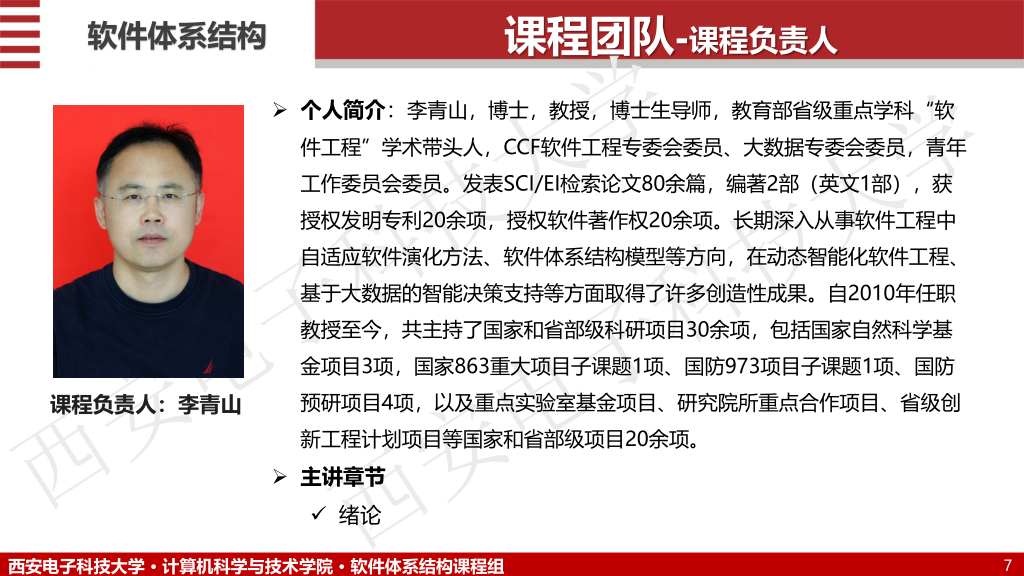 软件体系结构
课程团队-课程负责人
个人简介：李青山，博士，教授，博士生导师，教育部省级重点学科“软
件工程”学术带头人，CCF软件工程专委会委员、大数据专委会委员，青年
工作委员会委员。发表SCI/EI检索论文80余篇，编著2部（英文1部），获
授权发明专利20余项，授权软件著作权20余项。长期深入从事软件工程中
自适应软件演化方法、软件体系结构模型等方向，在动态智能化软件工程、
基于大数据的智能决策支持等方面取得了许多创造性成果。自2010年任职
教授至今，共主持了国家和省部级科研项目30余项，包括国家自然科学基
金项目3项，国家863重大项目子课题1项、国防973项目子课题1项、国防
预研项目4项，以及重点实验室基金项目、研究院所重点合作项目、省级创
新工程计划项目等国家和省部级项目20余项。
课程负责人：李青山
主讲章节
绪论
西安电子科技大学
西安电子科技大学
西安电子科技大学·计算机科学与技术学院·软件体系结构课程组
7